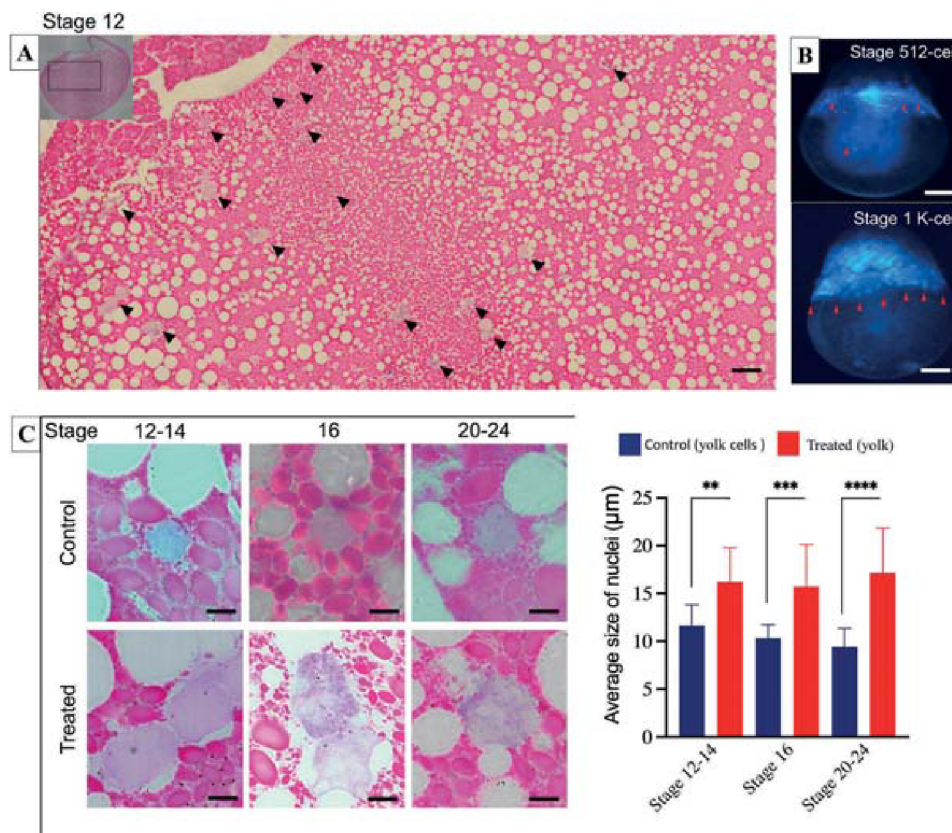 Stage 12
A
B
Stage 512-ce
Stage 1 K-ce
C
Stage
12-14
16
20-24
Control
Treated
Control (yolk cells )
Treated (yolk)
Average size of nuclei (µm)
25
20
15
10
5
0
**
***
****
Stage 12-14
Stage 16
Stage 20-24